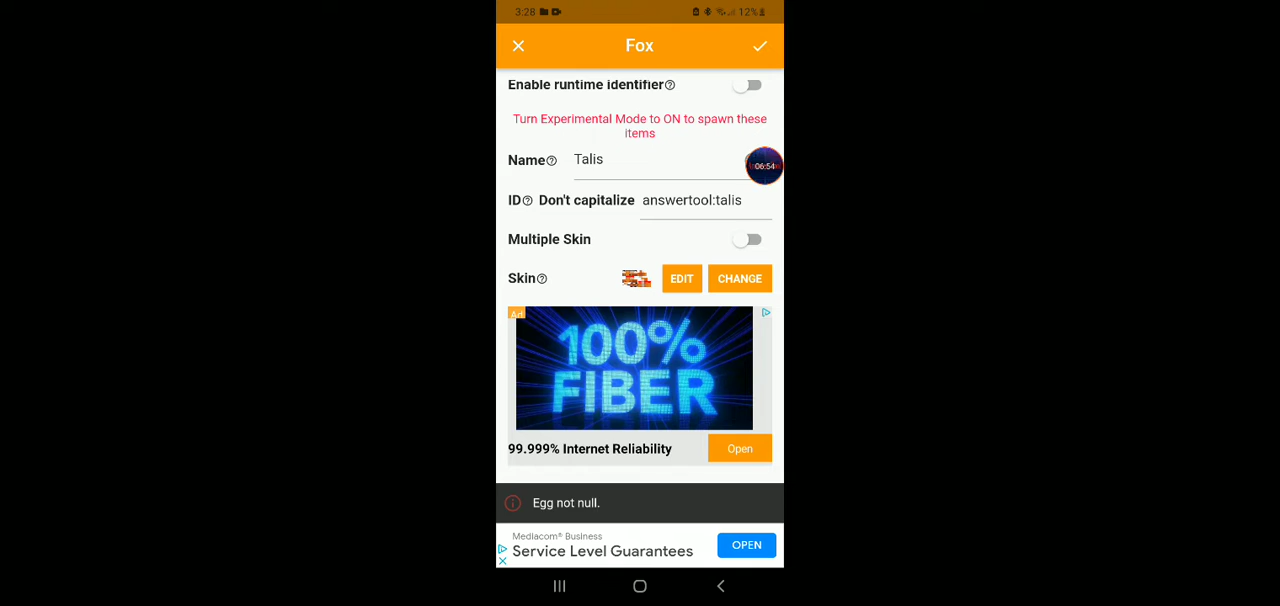 3:28
12%
Fox
Enable runtime identifier
Turn Experimental Mode to ON to spawn these
items
Name
Talis
06:54
ID Don't capitalize answertool:talis
Multiple Skin
Skin
EDIT
CHANGE
Ad
100%
FIBER
99.999% Internet Reliability
Open
Egg not null.
Mediacom® Business
Service Level Guarantees
OPEN